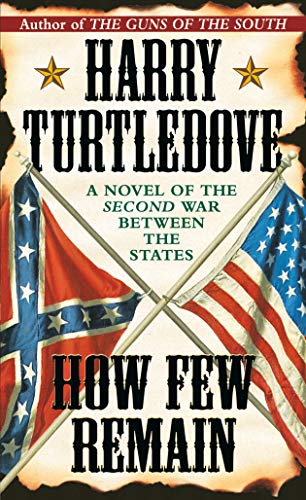 Author of THE GUNS OF THE SOUTH
HARRY
TURTLEDOVE
A NOVEL OF THE
SECOND WAR
BETWEEN
THE
STATES
HOW FEW
REMAIN